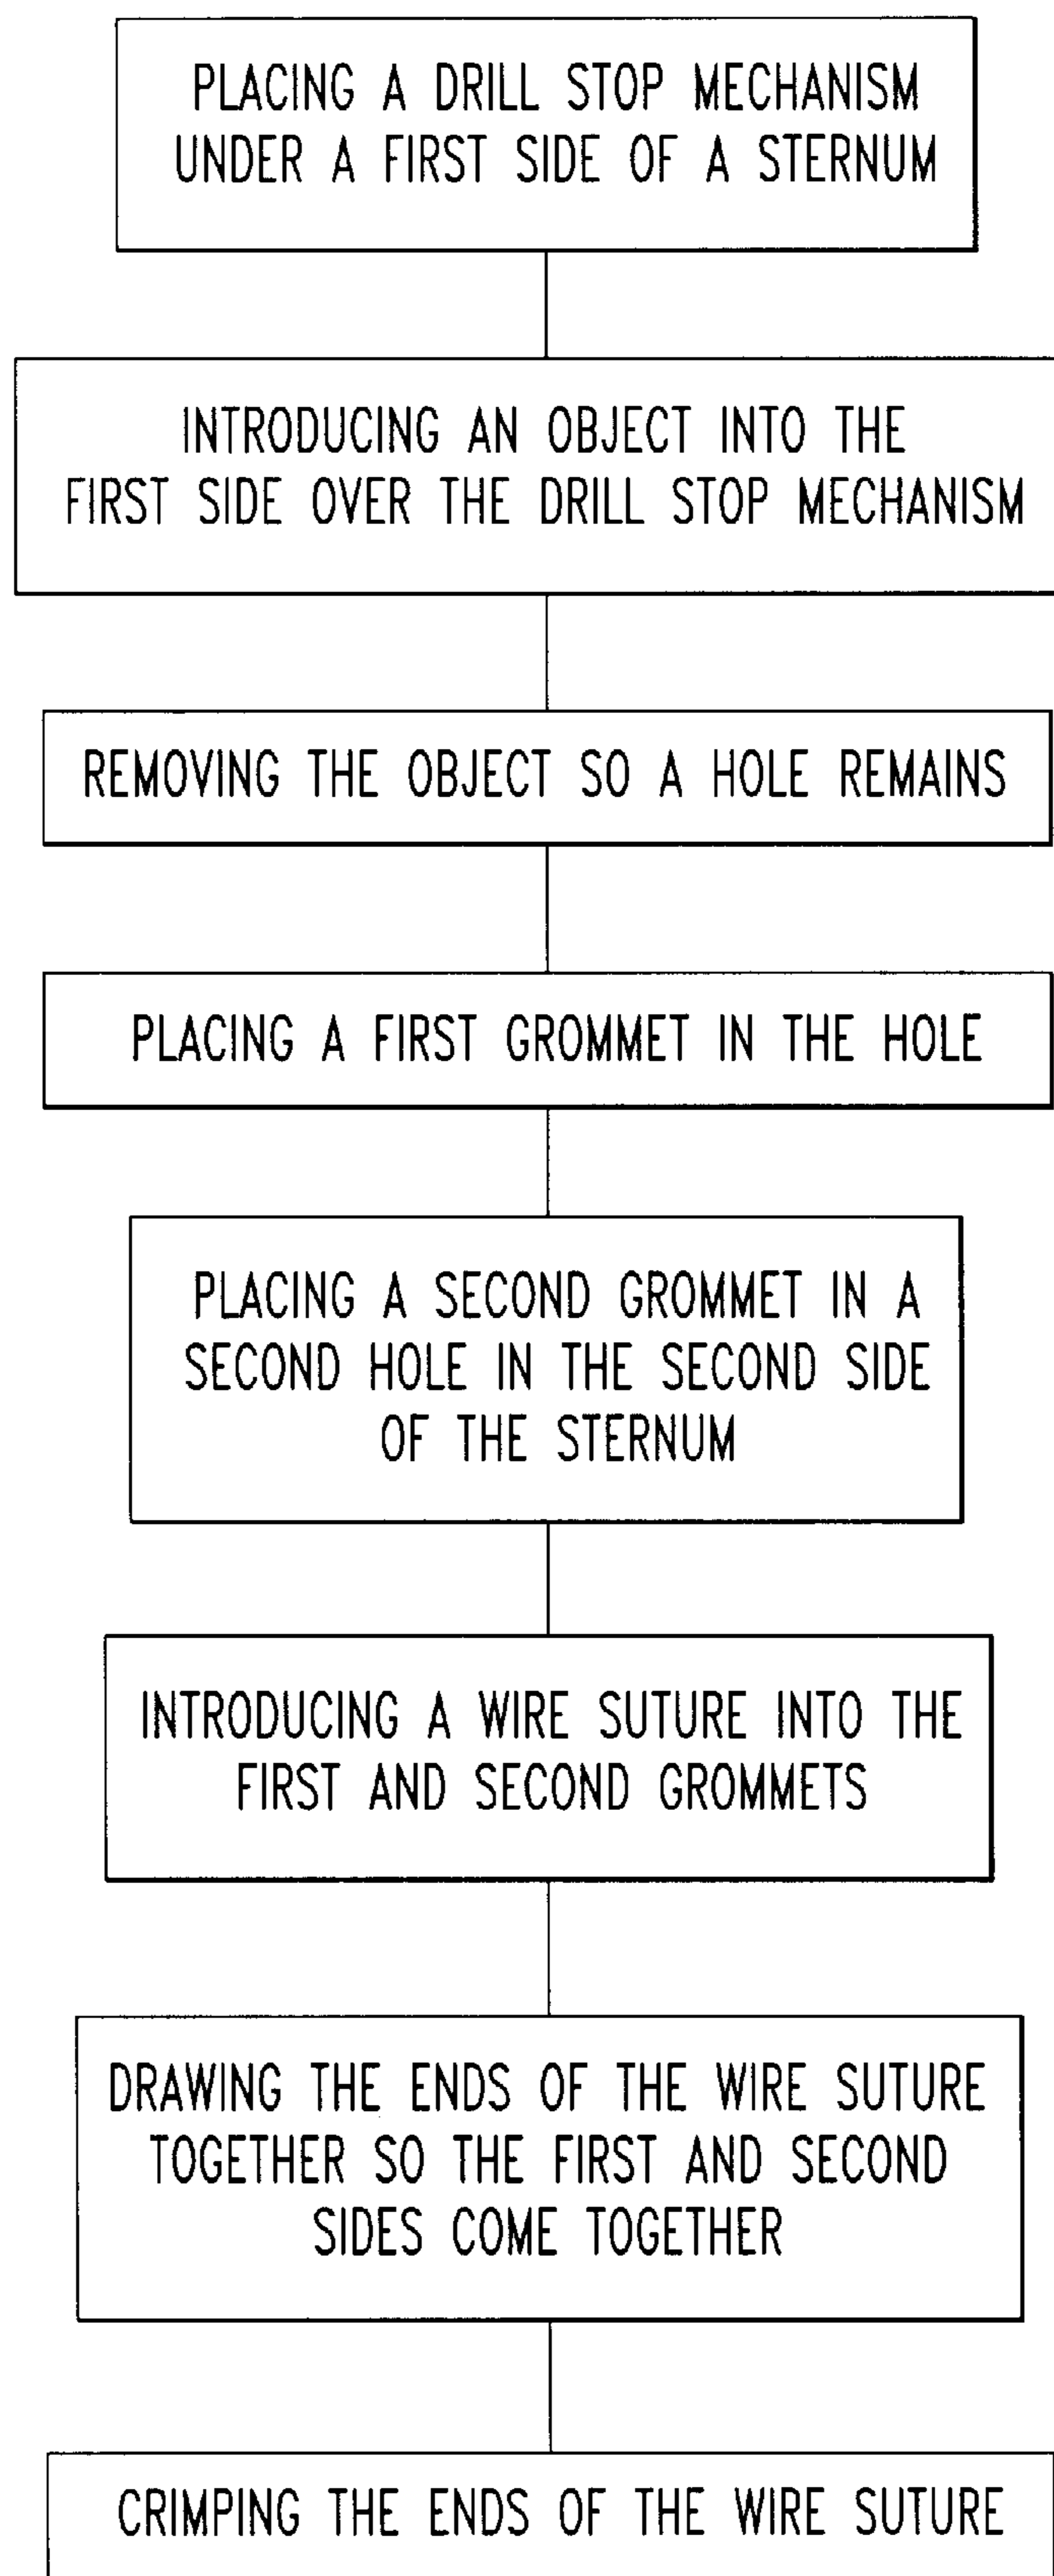 PLACING A DRILL STOP MECHANISM
UNDER A FIRST SIDE OF A STERNUM
INTRODUCING AN OBJECT INTO THE
FIRST SIDE OVER THE DRILL STOP MECHANISM
REMOVING THE OBJECT SO A HOLE REMAINS
PLACING A FIRST GROMMET IN THE HOLE
PLACING A SECOND GROMMET IN A
SECOND HOLE IN THE SECOND SIDE
OF THE STERNUM
INTRODUCING A WIRE SUTURE INTO THE
FIRST AND SECOND GROMMETS
DRAWING THE ENDS OF THE WIRE SUTURE
TOGETHER SO THE FIRST AND SECOND
SIDES COME TOGETHER
CRIMPING THE ENDS OF THE WIRE SUTURE